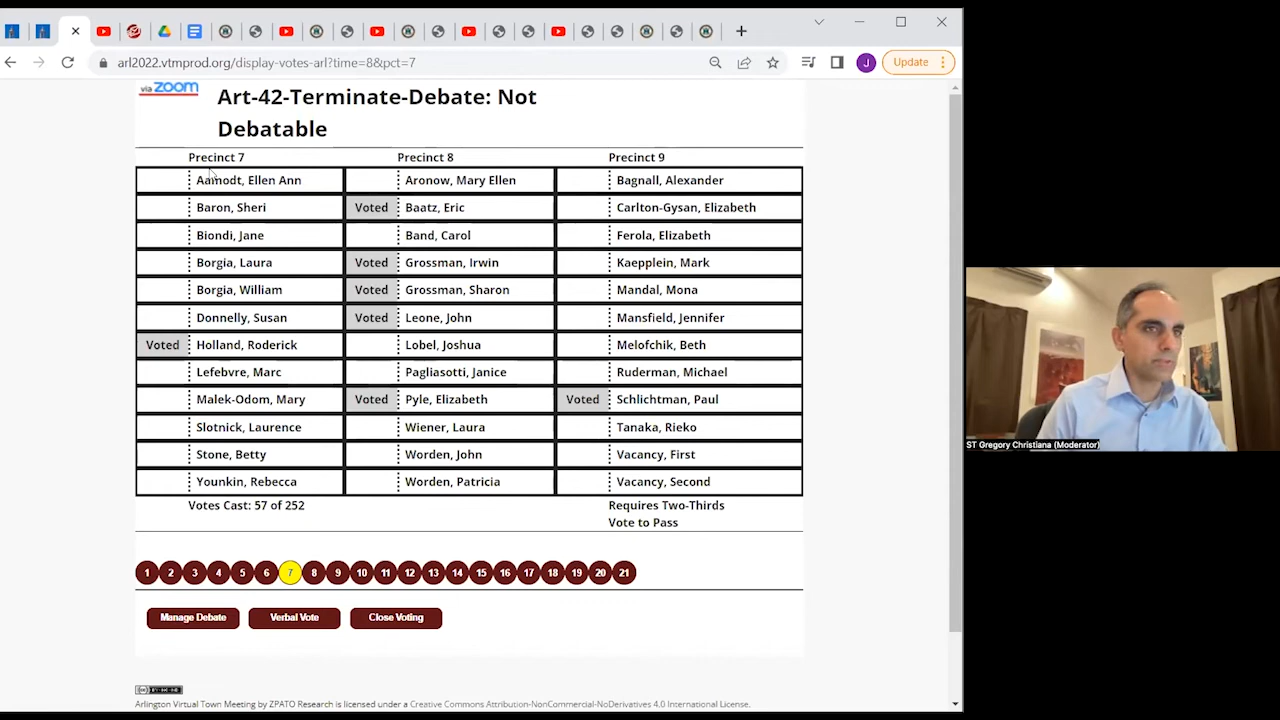 J
Update
arl2022.vtmprod.org/display-votes-arl?time=8&pct=7
via zoom
Art-42-Terminate-Debate: Not
Debatable
Precinct 7 Precinct 8 Precinct 9
Aamodt, Ellen Ann Aronow, Mary Ellen Bagnall, Alexander
Baron, Sheri Voted Baatz, Eric Carlton-Gysan, Elizabeth
Biondi, Jane Band, Carol Ferola, Elizabeth
Borgia, Laura Voted Grossman, Irwin Kaepplein, Mark
Borgia, William Voted Grossman, Sharon Mandal, Mona
Donnelly, Susan Voted Leone, John Mansfield, Jennifer
Voted Holland, Roderick Lobel, Joshua Melofchik, Beth
Lefebvre, Marc Pagliasotti, Janice Ruderman, Michael
Malek-Odom, Mary Voted Pyle, Elizabeth Voted Schlichtman, Paul
Slotnick, Laurence Wiener, Laura Tanaka, Rieko
Stone, Betty Worden, John Vacancy, First
Younkin, Rebecca Worden, Patricia Vacancy, Second
Votes Cast: 57 of 252 Requires Two-Thirds
Vote to Pass
1 2 3 4 5 6 7 8 9 10 11 12 13 14 15 16 17 18 19 20 21
Manage Debate Verbal Vote Close Voting
Arlington Virtual Town Meeting by ZPATO Research is licensed under a Creative Commons Attribution-NonCommercial-NoDerivatives 4.0 International License.
ST Gregory Christiana (Moderator)